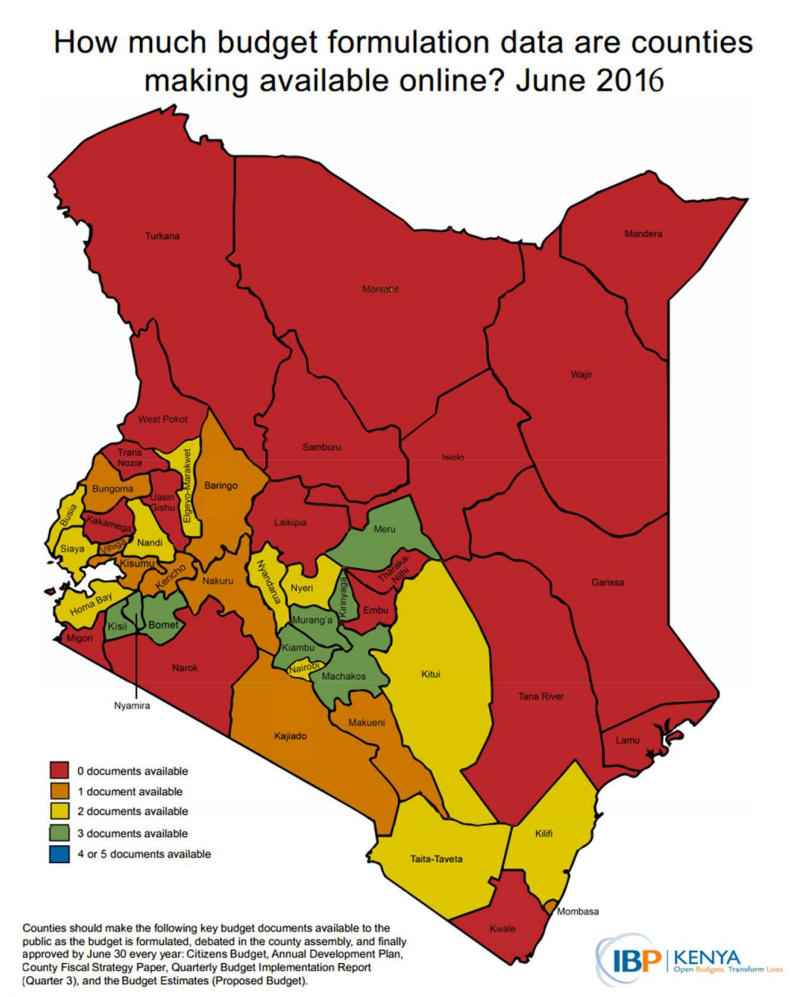 How much budget formulation data are counties
making available online? June 2016
Turkana
Mandera
Marsabit
Wajir
West Pokot
Samburu
Isiolo
Trans
Nozia
Elgeyo-Marakwet
Baringo
Bungoma
Uasin
Gishu
Busia
Kakamega
Laikipia
Meru
Siaya
Vihiga
Nandi
Kisumu
Kericho
Nakuru
Nyandarua
Nyeri
Kirinyaga
Tharaka-
Nithi
Garissa
Homa Bay
Embu
Kisii
Bomet
Murang'a
Migori
Kiambu
Narok
Nairobi
Machakos
Kitui
Nyamira
Tana River
Makueni
Kajiado
Lamu
0 documents available
1 document available
2 documents available
3 documents available
4 or 5 documents available
Kilifi
Taita-Taveta
Mombasa
Kwale
Counties should make the following key budget documents available to the
public as the budget is formulated, debated in the county assembly, and finally
approved by June 30 every year: Citizens Budget, Annual Development Plan,
County Fiscal Strategy Paper, Quarterly Budget Implementation Report
(Quarter 3), and the Budget Estimates (Proposed Budget).
IBP KENYA
Open Budgets. Transform Lives.